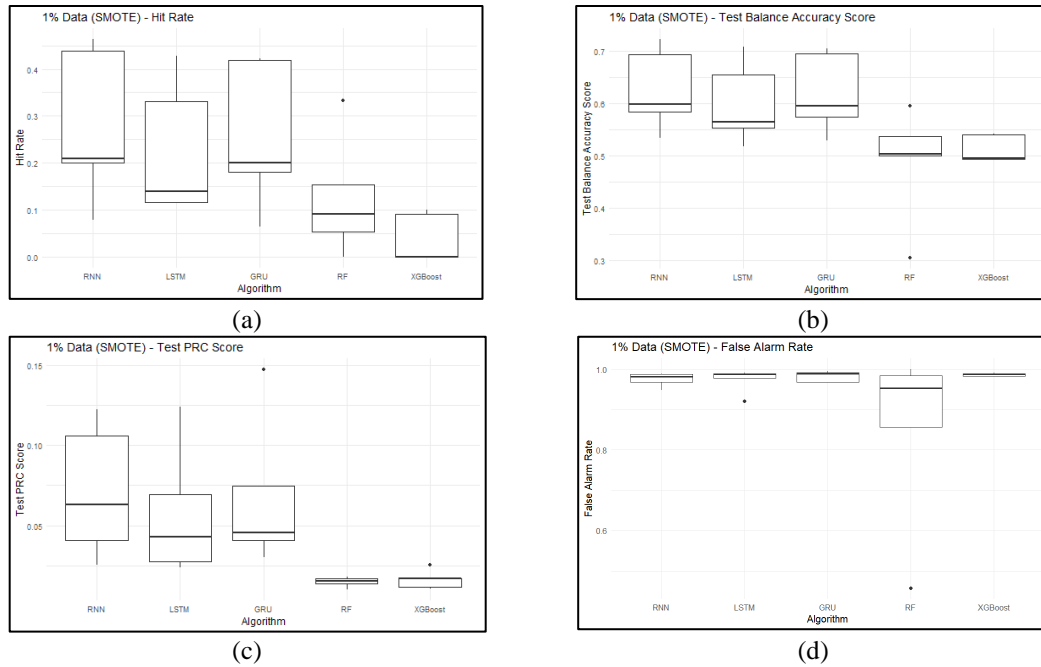 1% Data (SMOTE) - Hit Rate
Hit Rate
0.4
0.3
0.2
0.1
0.0
RNN LSTM GRU RF XGBoost
Algorithm
(a)
1% Data (SMOTE) - Test Balance Accuracy Score
Test Balance Accuracy Score
0.7
0.6
0.5
0.4
0.3
RNN LSTM GRU RF XGBoost
Algorithm
(b)
1% Data (SMOTE) - Test PRC Score
Test PRC Score
0.15
0.10
0.05
RNN LSTM GRU RF XGBoost
Algorithm
(c)
1% Data (SMOTE) - False Alarm Rate
False Alarm Rate
1.0
0.8
0.6
RNN LSTM GRU RF XGBoost
Algorithm
(d)